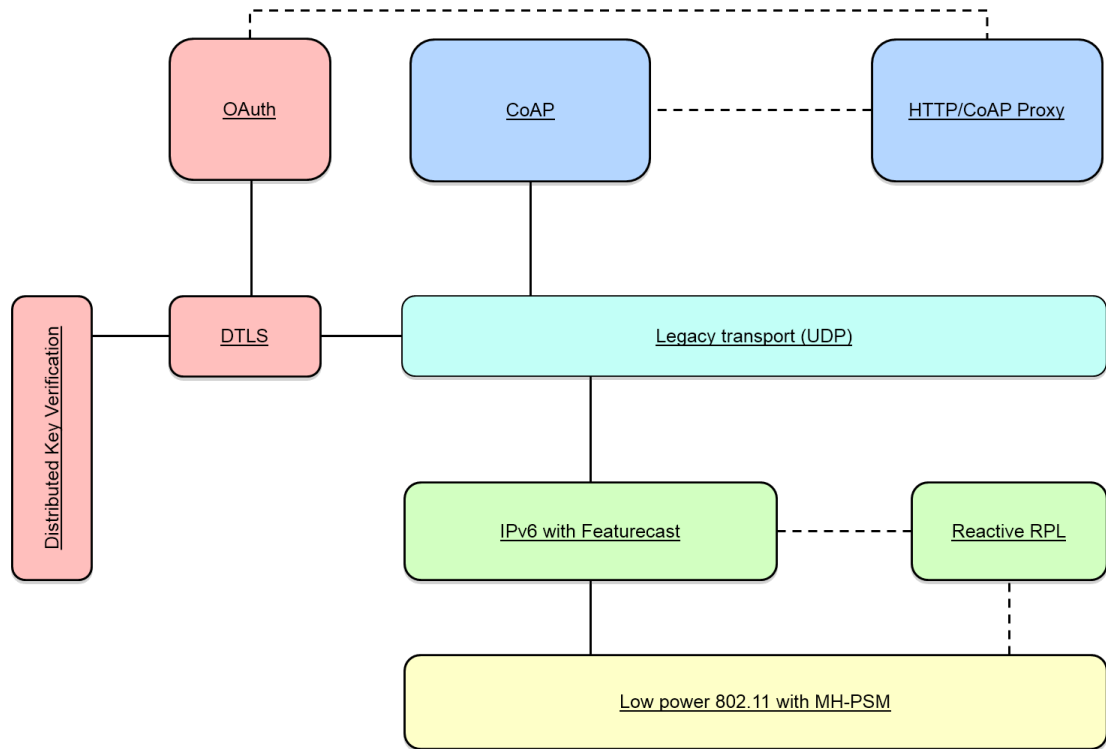 OAuth
CoAP
HTTP/CoAP Proxy
Distributed Key Verification
DTLS
Legacy transport (UDP)
IPv6 with Featurecast
Reactive RPL
Low power 802.11 with MH-PSM